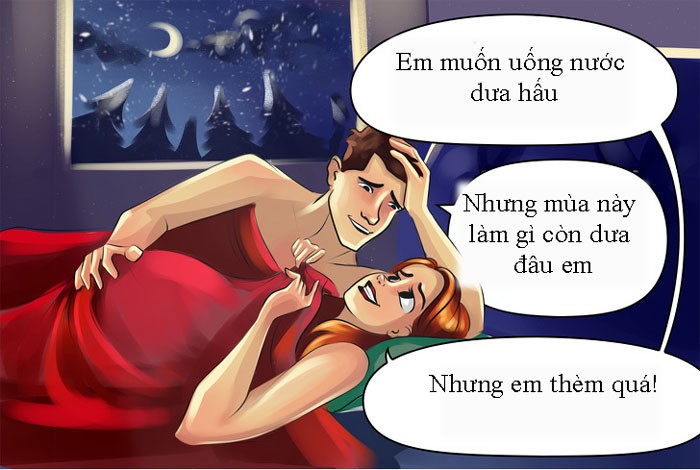 Em muốn uống nước
dưa hấu
Nhưng mùa này
làm gì còn dưa
đâu em
Nhưng em thèm quá!